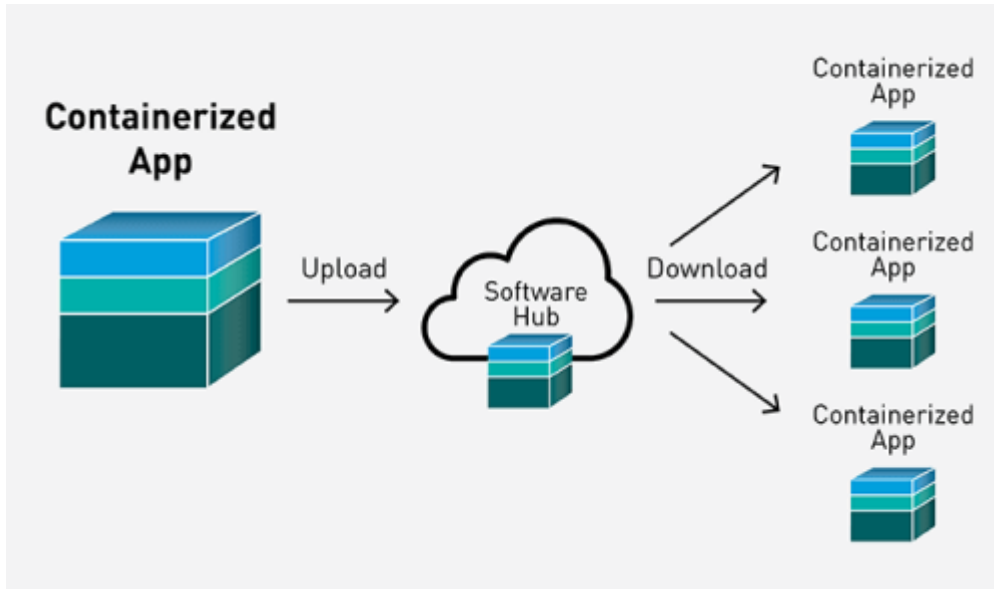 Containerized
App
Upload
Software
Hub
Download
Containerized
App
Containerized
App
Containerized
App